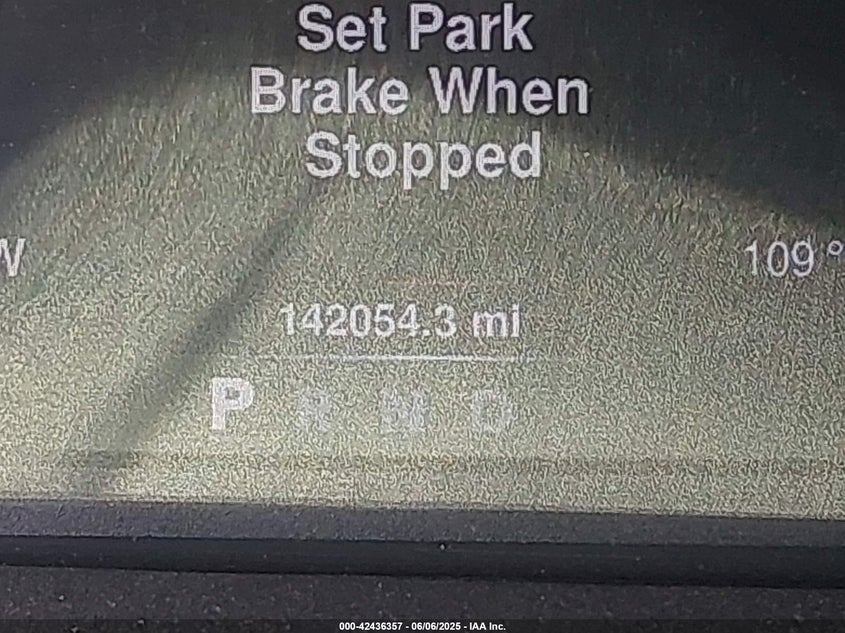 Set Park
Brake When
Stopped
W 109°
142054.3 mi
P R N D
000-42436357 - 06/06/2025 - IAA Inc.